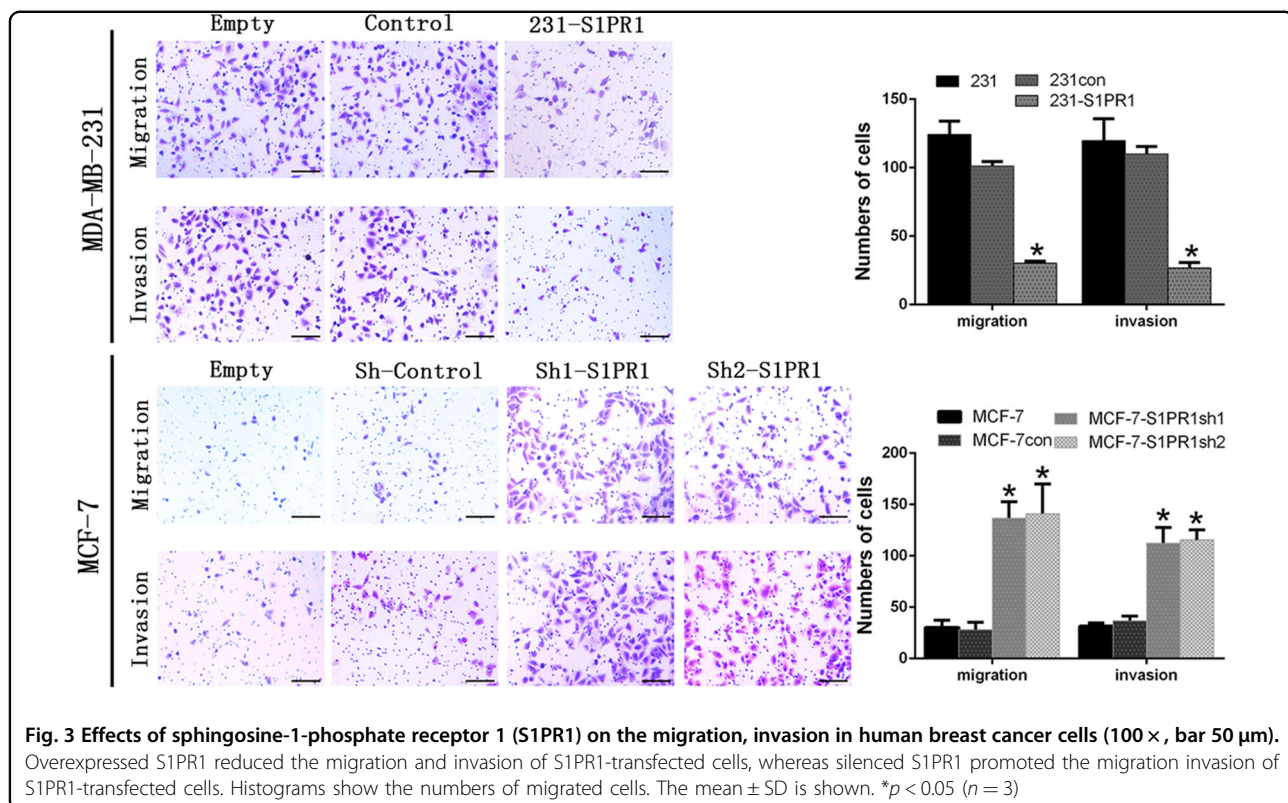 Empty Control 231-S1PR1
MDA-MB-231
Migration
Invasion
231 231con
231-S1PR1
Numbers of cells
150
100
50
0
* *
migration invasion
Empty Sh-Control Sh1-S1PR1 Sh2-S1PR1
MCF-7
Migration
Invasion
MCF-7 MCF-7-S1PR1sh1
MCF-7con MCF-7-S1PR1sh2
Numbers of cells
200
150
100
50
0
* * * *
migration invasion
Fig. 3 Effects of sphingosine-1-phosphate receptor 1 (S1PR1) on the migration, invasion in human breast cancer cells (100 ×, bar 50 μm).
Overexpressed S1PR1 reduced the migration and invasion of S1PR1-transfected cells, whereas silenced S1PR1 promoted the migration invasion of
S1PR1-transfected cells. Histograms show the numbers of migrated cells. The mean ± SD is shown. *p < 0.05 (n = 3)